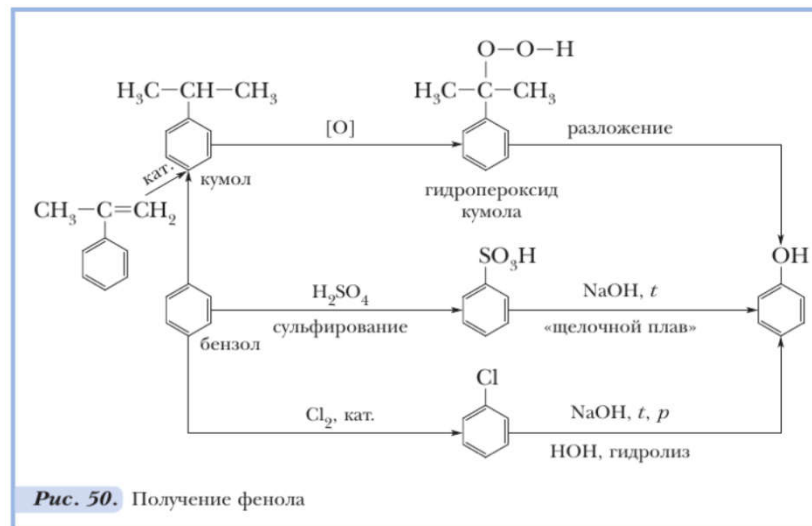 O–O–H
H₃C–CH–CH₃
H₃C–C–CH₃
[O]
разложение
кат.
кумол
гидропероксид
кумола
CH₃–C=CH₂
SO₃H
OH
H₂SO₄
NaOH, t
бензол
сульфирование
«щелочной плав»
Cl
Cl₂, кат.
NaOH, t, p
HOH, гидролиз
Рис. 50. Получение фенола